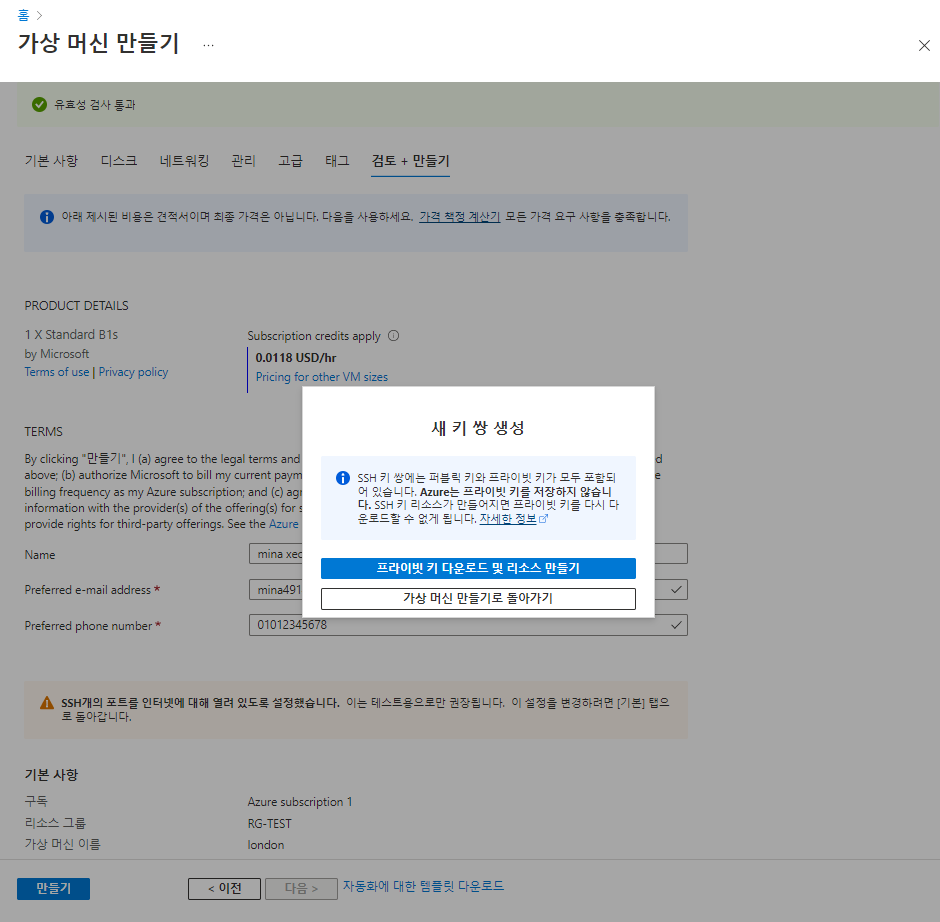 홈 >
가상 머신 만들기 ...
유효성 검사 통과
기본 사항 디스크 네트워킹 관리 고급 태그 검토 + 만들기
아래 제시된 비용은 견적서이며 최종 가격은 아닙니다. 다음을 사용하세요. 가격 책정 계산기 모든 가격 요구 사항을 충족합니다.
PRODUCT DETAILS
1 X Standard B1s
by Microsoft
Terms of use | Privacy policy
Subscription credits apply
0.0118 USD/hr
Pricing for other VM sizes
TERMS
By clicking "만들기", I (a) agree to the legal terms and
above; (b) authorize Microsoft to bill my current paym
billing frequency as my Azure subscription; and (c) agr
information with the provider(s) of the offering(s) for s
provide rights for third-party offerings. See the Azure
Name mina xec
Preferred e-mail address * mina491
Preferred phone number * 01012345678
새 키 쌍 생성
SSH 키 쌍에는 퍼블릭 키와 프라이빗 키가 모두 포함되
어 있습니다. Azure는 프라이빗 키를 저장하지 않습니
다. SSH 키 리소스가 만들어지면 프라이빗 키를 다시 다
운로드할 수 없게 됩니다. 자세한 정보
프라이빗 키 다운로드 및 리소스 만들기
가상 머신 만들기로 돌아가기
SSH개의 포트를 인터넷에 대해 열려 있도록 설정했습니다. 이는 테스트용으로만 권장됩니다. 이 설정을 변경하려면 [기본] 탭으
로 돌아갑니다.
기본 사항
구독 Azure subscription 1
리소스 그룹 RG-TEST
가상 머신 이름 london
만들기 < 이전 다음 > 자동화에 대한 템플릿 다운로드